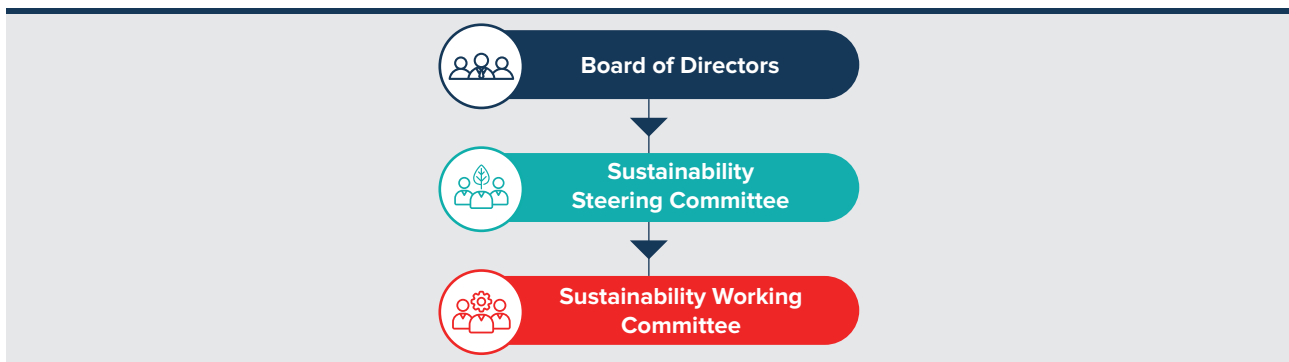 Board of Directors
Sustainability
Steering Committee
Sustainability Working
Committee